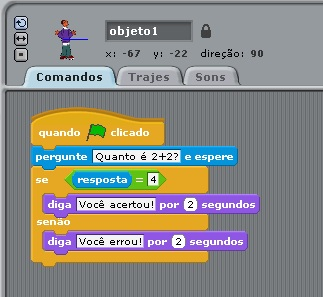 objeto1
x: -67 y: -22 direção: 90
Comandos Trajes Sons
quando clicado
pergunte Quanto é 2+2? e espere
se resposta = 4
diga Você acertou! por 2 segundos
senão
diga Você errou! por 2 segundos